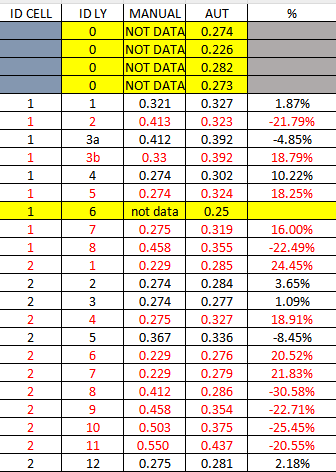 ID CELL ID LY MANUAL AUT %
0 NOT DATA 0.274
0 NOT DATA 0.226
0 NOT DATA 0.282
0 NOT DATA 0.273
1 1 0.321 0.327 1.87%
1 2 0.413 0.323 -21.79%
1 3a 0.412 0.392 -4.85%
1 3b 0.33 0.392 18.79%
1 4 0.274 0.302 10.22%
1 5 0.274 0.324 18.25%
1 6 not data 0.25
1 7 0.275 0.319 16.00%
1 8 0.458 0.355 -22.49%
2 1 0.229 0.285 24.45%
2 2 0.274 0.284 3.65%
2 3 0.274 0.277 1.09%
2 4 0.275 0.327 18.91%
2 5 0.367 0.336 -8.45%
2 6 0.229 0.276 20.52%
2 7 0.229 0.279 21.83%
2 8 0.412 0.286 -30.58%
2 9 0.458 0.354 -22.71%
2 10 0.503 0.375 -25.45%
2 11 0.550 0.437 -20.55%
2 12 0.275 0.281 2.18%